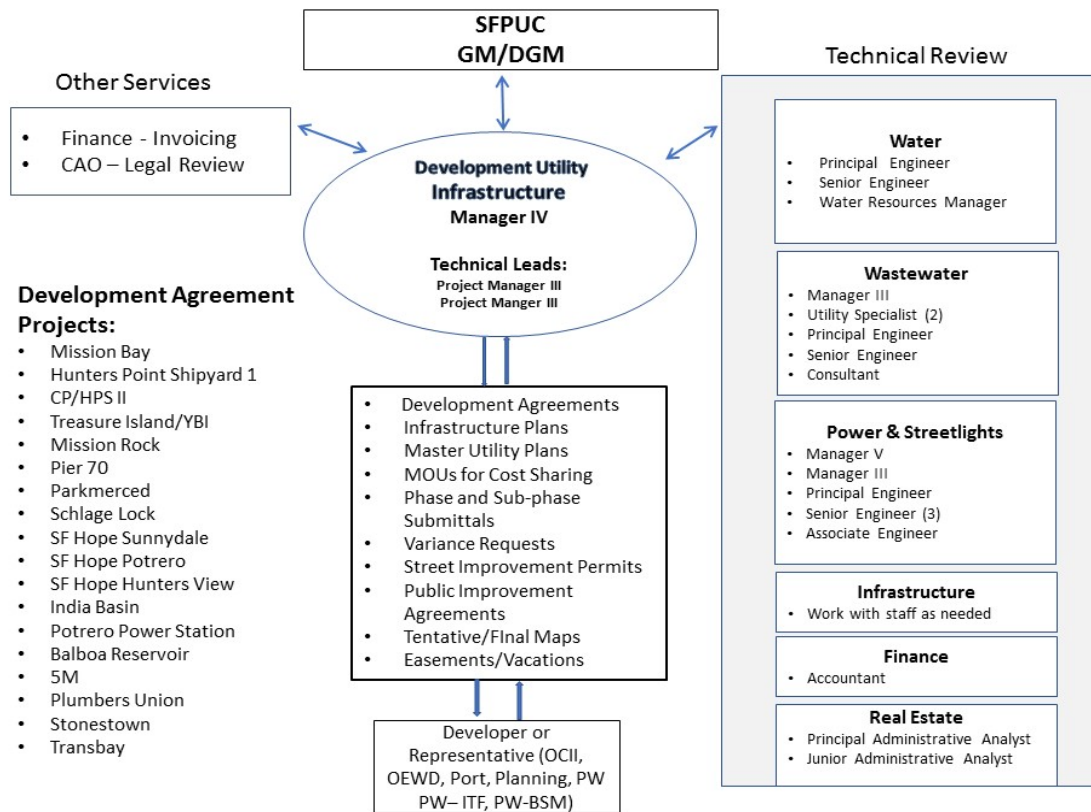 SFPUC
GM/DGM
Other Services
• Finance - Invoicing
• CAO – Legal Review
Development Utility
Infrastructure
Manager IV
Technical Leads:
Project Manager III
Project Manger III
Development Agreement
Projects:
• Mission Bay
• Hunters Point Shipyard 1
• CP/HPS II
• Treasure Island/YBI
• Mission Rock
• Pier 70
• Parkmerced
• Schlage Lock
• SF Hope Sunnydale
• SF Hope Potrero
• SF Hope Hunters View
• India Basin
• Potrero Power Station
• Balboa Reservoir
• 5M
• Plumbers Union
• Stonestown
• Transbay
• Development Agreements
• Infrastructure Plans
• Master Utility Plans
• MOUs for Cost Sharing
• Phase and Sub-phase
Submittals
• Variance Requests
• Street Improvement Permits
• Public Improvement
Agreements
• Tentative/FInal Maps
• Easements/Vacations
Developer or
Representative (OCII,
OEWD, Port, Planning, PW
PW– ITF, PW-BSM)
Technical Review
Water
• Principal Engineer
• Senior Engineer
• Water Resources Manager
Wastewater
• Manager III
• Utility Specialist (2)
• Principal Engineer
• Senior Engineer
• Consultant
Power & Streetlights
• Manager V
• Manager III
• Principal Engineer
• Senior Engineer (3)
• Associate Engineer
Infrastructure
• Work with staff as needed
Finance
• Accountant
Real Estate
• Principal Administrative Analyst
• Junior Administrative Analyst